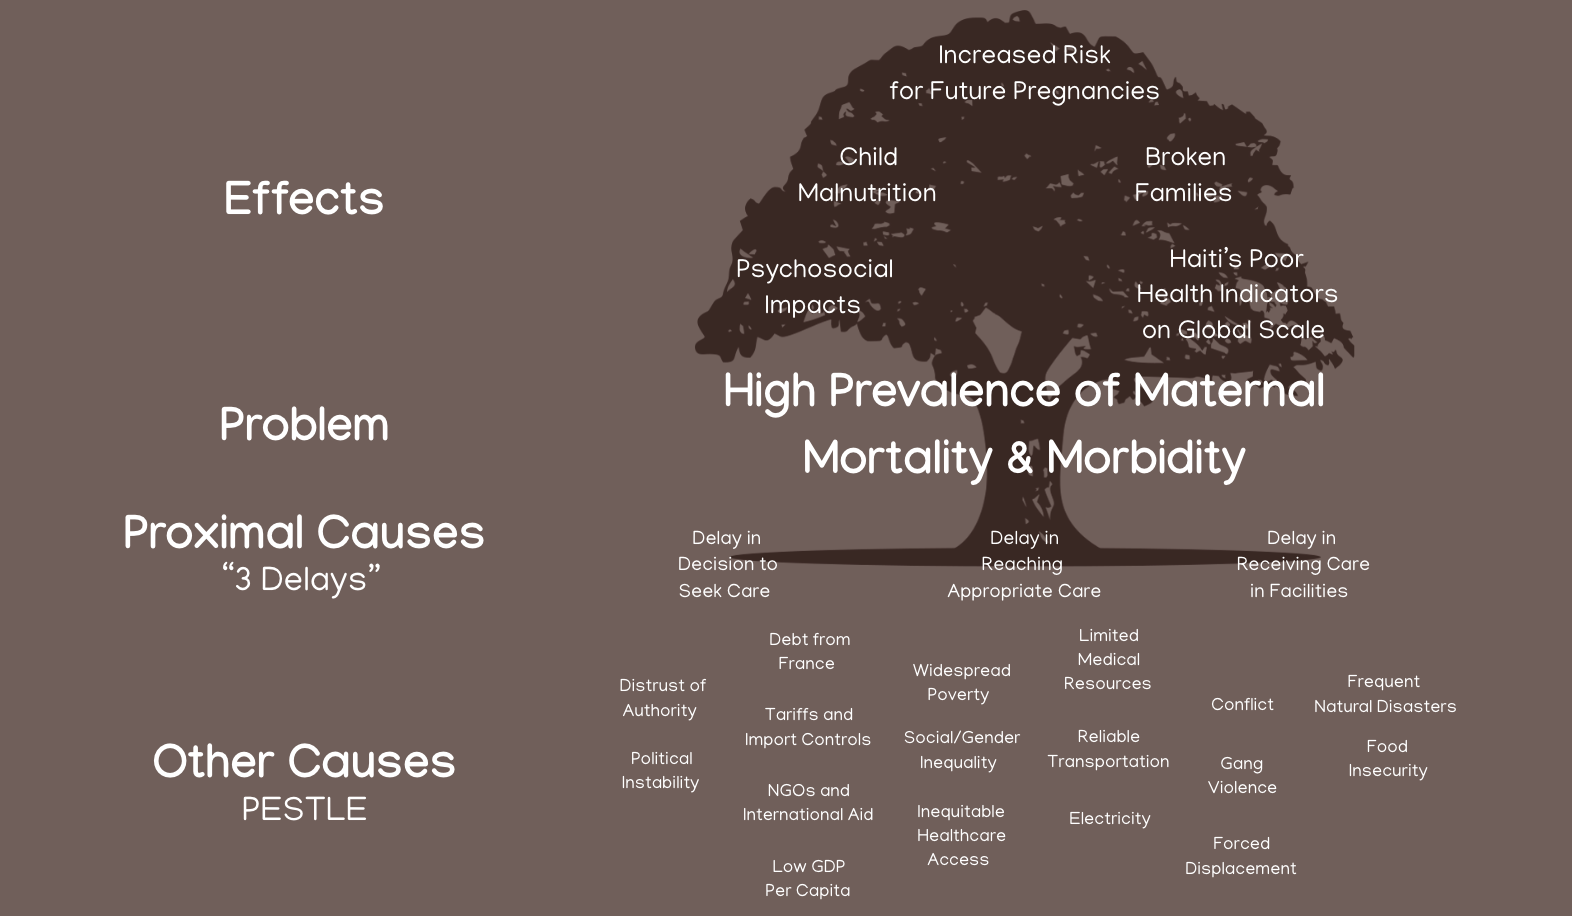 Effects
Increased Risk
for Future Pregnancies
Child
Malnutrition
Broken
Families
Psychosocial
Impacts
Haiti’s Poor
Health Indicators
on Global Scale
Problem
High Prevalence of Maternal
Mortality & Morbidity
Proximal Causes
“3 Delays”
Delay in
Decision to
Seek Care
Delay in
Reaching
Appropriate Care
Delay in
Receiving Care
in Facilities
Other Causes
PESTLE
Distrust of
Authority
Political
Instability
Debt from
France
Tariffs and
Import Controls
NGOs and
International Aid
Low GDP
Per Capita
Widespread
Poverty
Social/Gender
Inequality
Inequitable
Healthcare
Access
Limited
Medical
Resources
Reliable
Transportation
Electricity
Conflict
Gang
Violence
Forced
Displacement
Frequent
Natural Disasters
Food
Insecurity